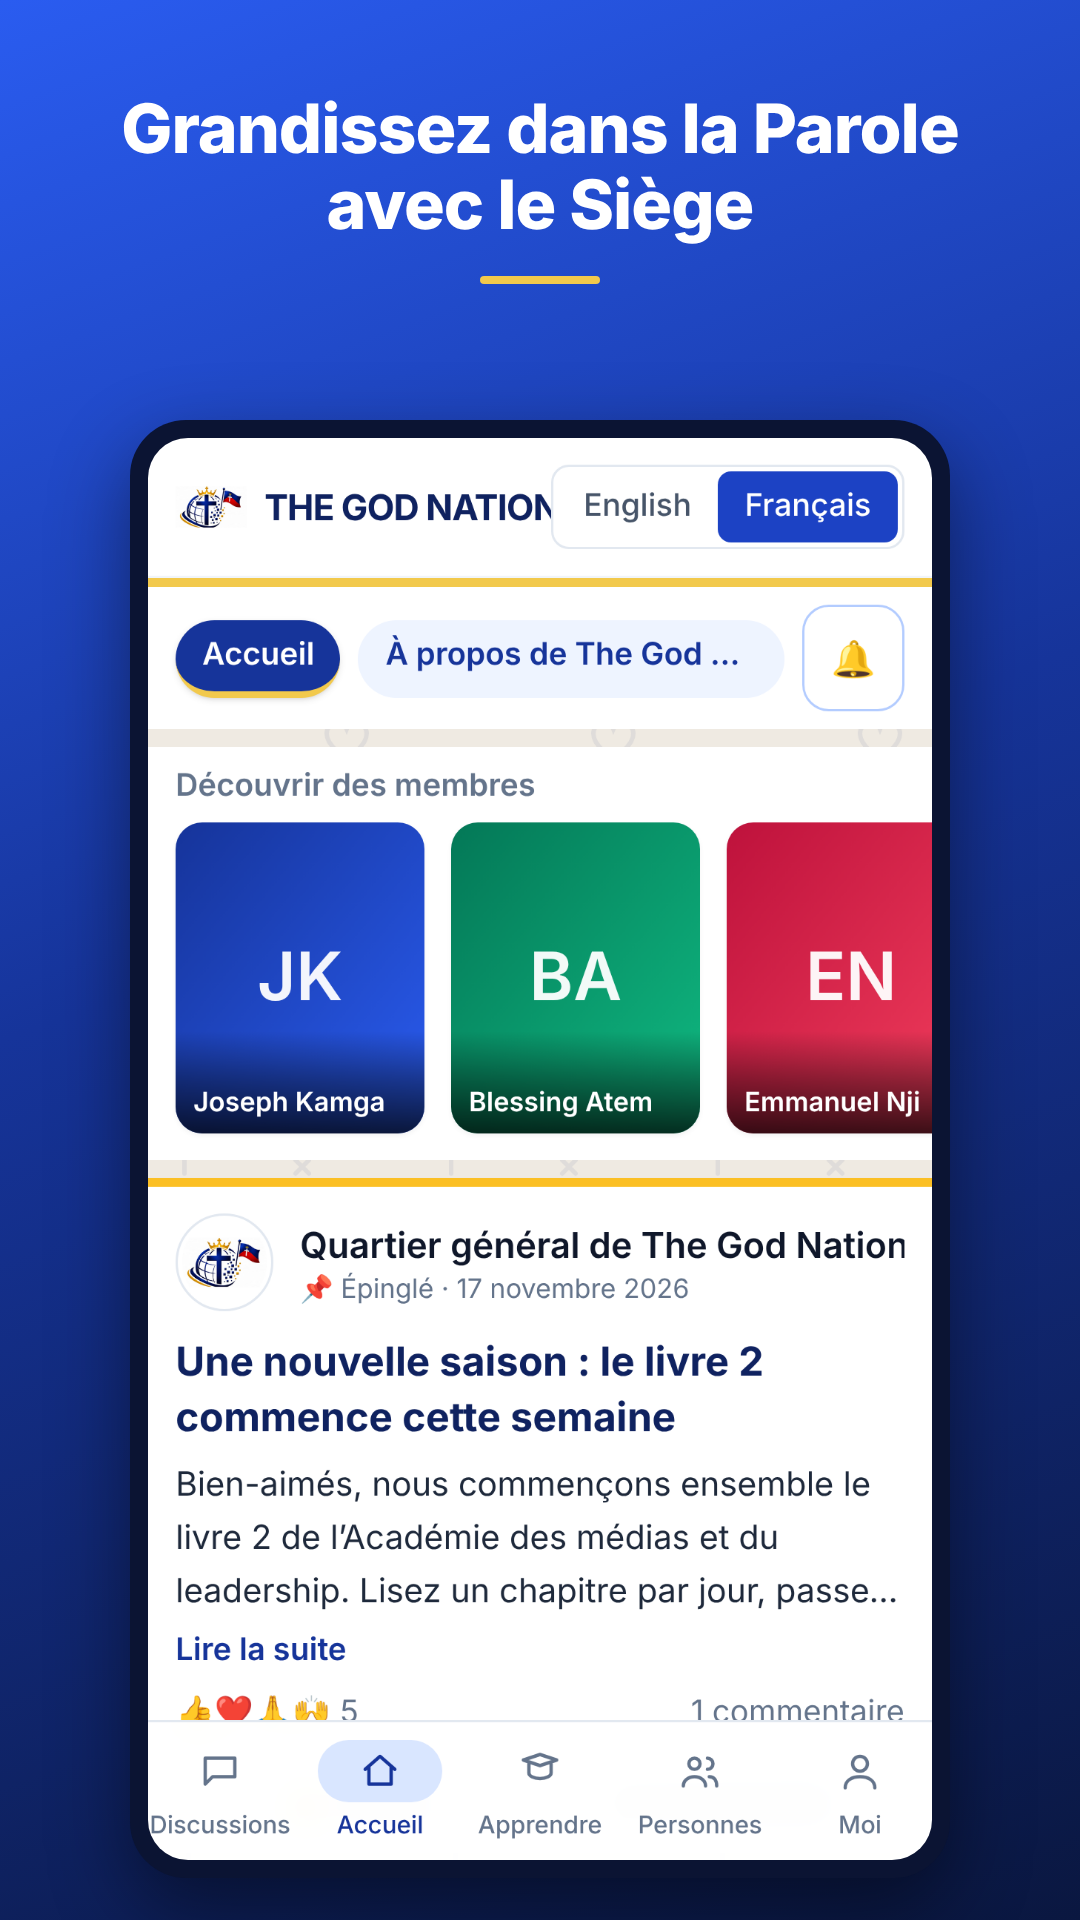 Grandissez dans la Parole
avec le Siège
THE GOD NATION
English
Français
Accueil
À propos de The God ...
Découvrir des membres
JK
BA
EN
Joseph Kamga
Blessing Atem
Emmanuel Nji
Quartier général de The God Nation
📌 Épinglé · 17 novembre 2026
Une nouvelle saison : le livre 2
commence cette semaine
Bien-aimés, nous commençons ensemble le
livre 2 de l’Académie des médias et du
leadership. Lisez un chapitre par jour, passe...
Lire la suite
👍❤️🙏🙌 5
1 commentaire
Discussions
Accueil
Apprendre
Personnes
Moi